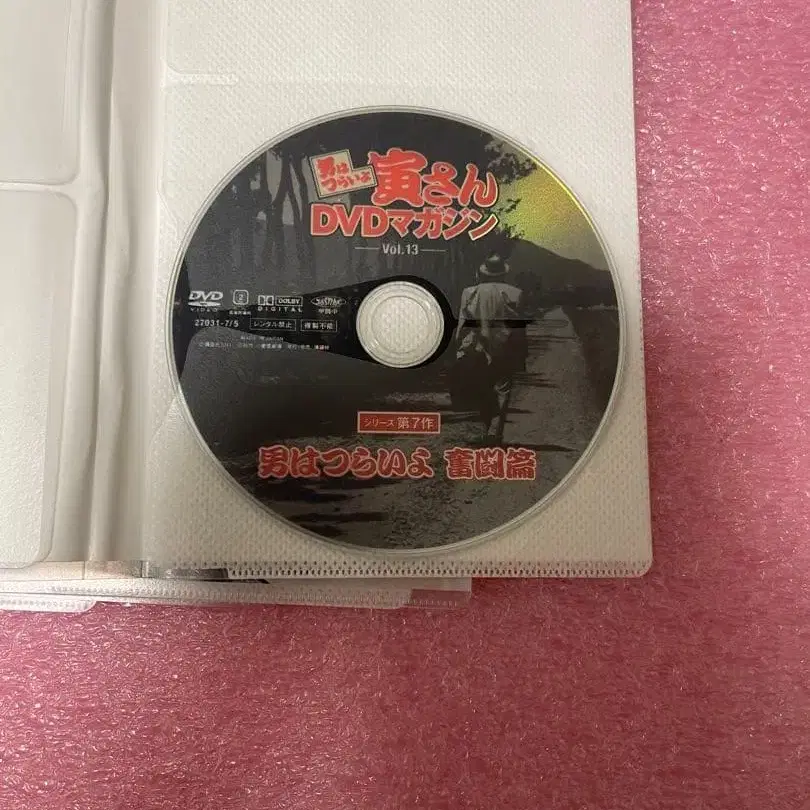 男は
つらいよ
寅さん
DVDマガジン
Vol.13
DVD
VIDEO
2
DOLBY
DIGITAL
27031-7/5
レンタル禁止
複製不能
シリーズ 第7作
男はつらいよ 奮闘篇